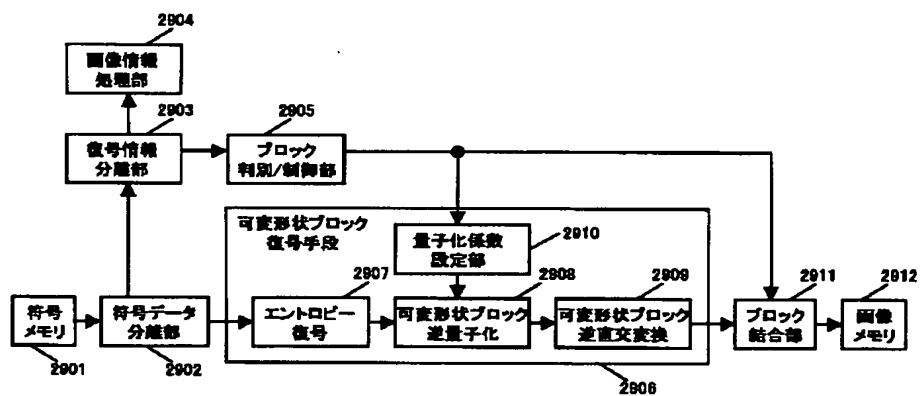 2904
画像情報
処理部
2903
復号情報
分離部
2905
ブロック
判別/制御部
可変形状ブロック
復号手段
量子化係数
設定部
2910
2907
エントロピー
復号
2908
可変形状ブロック
逆量子化
2909
可変形状ブロック
逆直交変換
符号
メモリ
2901
符号データ
分離部
2902
2911
ブロック
結合部
2912
画像
メモリ
2906